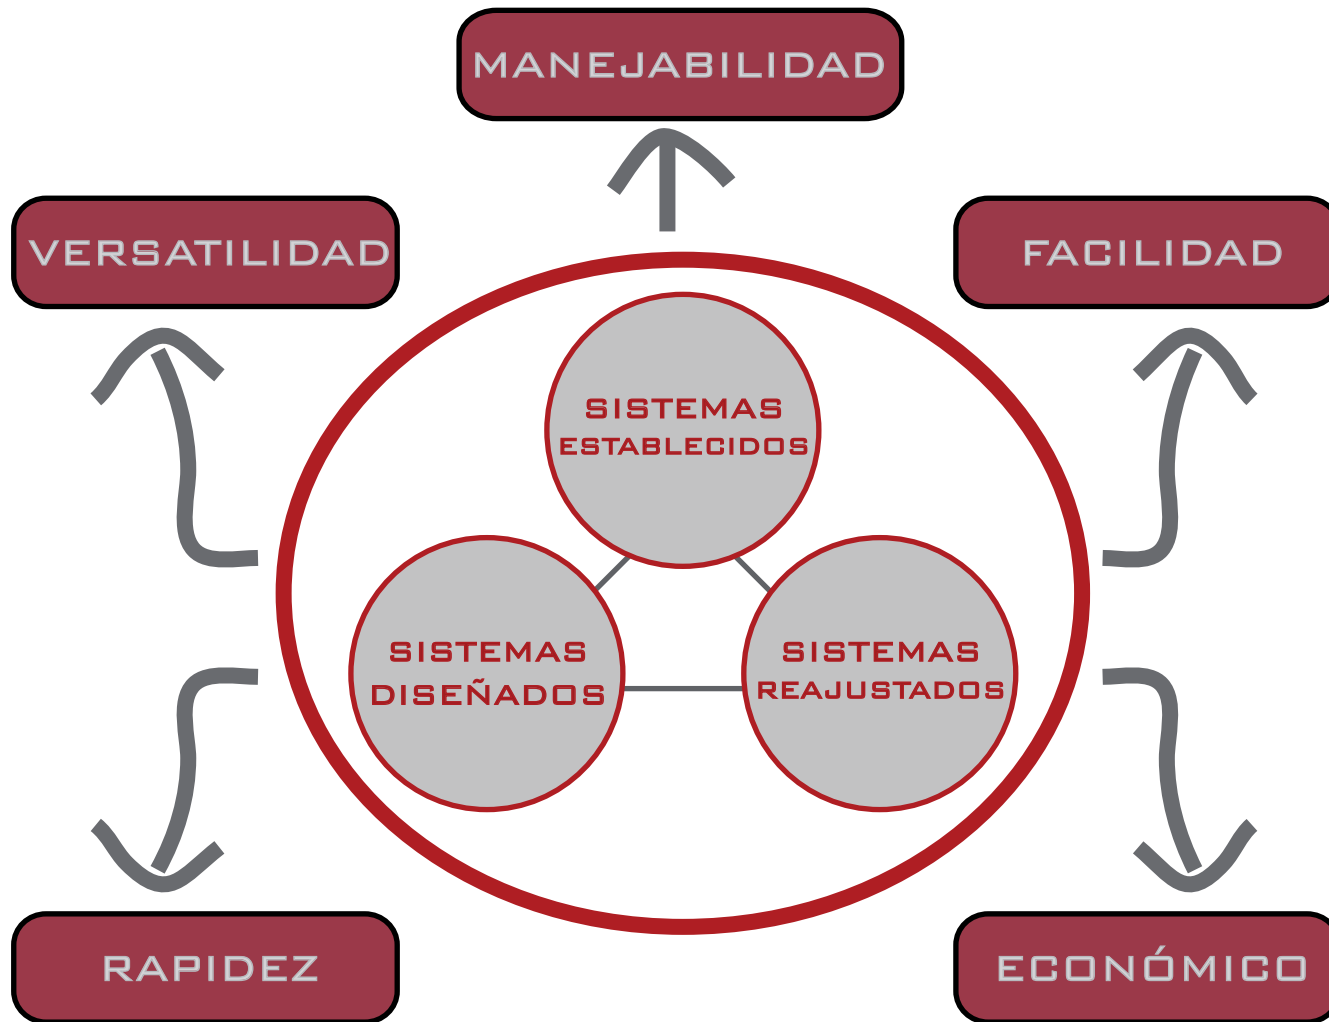 MANEJABILIDAD
VERSATILIDAD
FACILIDAD
SISTEMAS
ESTABLECIDOS
SISTEMAS
DISEÑADOS
SISTEMAS
REAJUSTADOS
RAPIDEZ
ECONÓMICO